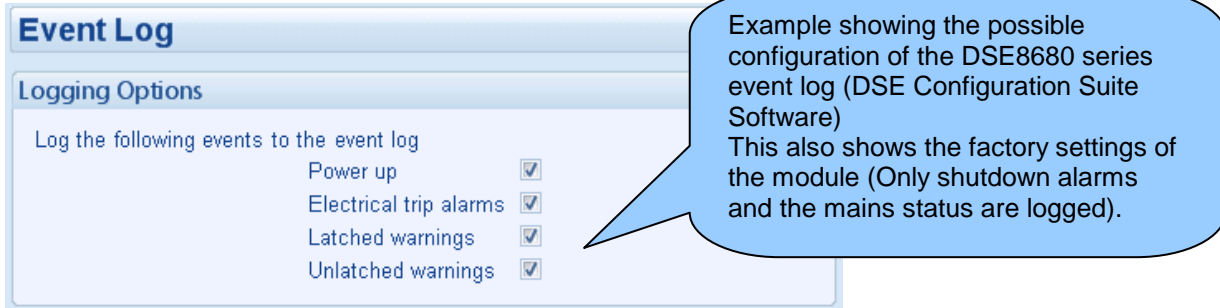 Event Log
Logging Options
Log the following events to the event log
Power up
Electrical trip alarms
Latched warnings
Unlatched warnings
Example showing the possible
configuration of the DSE8680 series
event log (DSE Configuration Suite
Software)
This also shows the factory settings of
the module (Only shutdown alarms
and the mains status are logged).